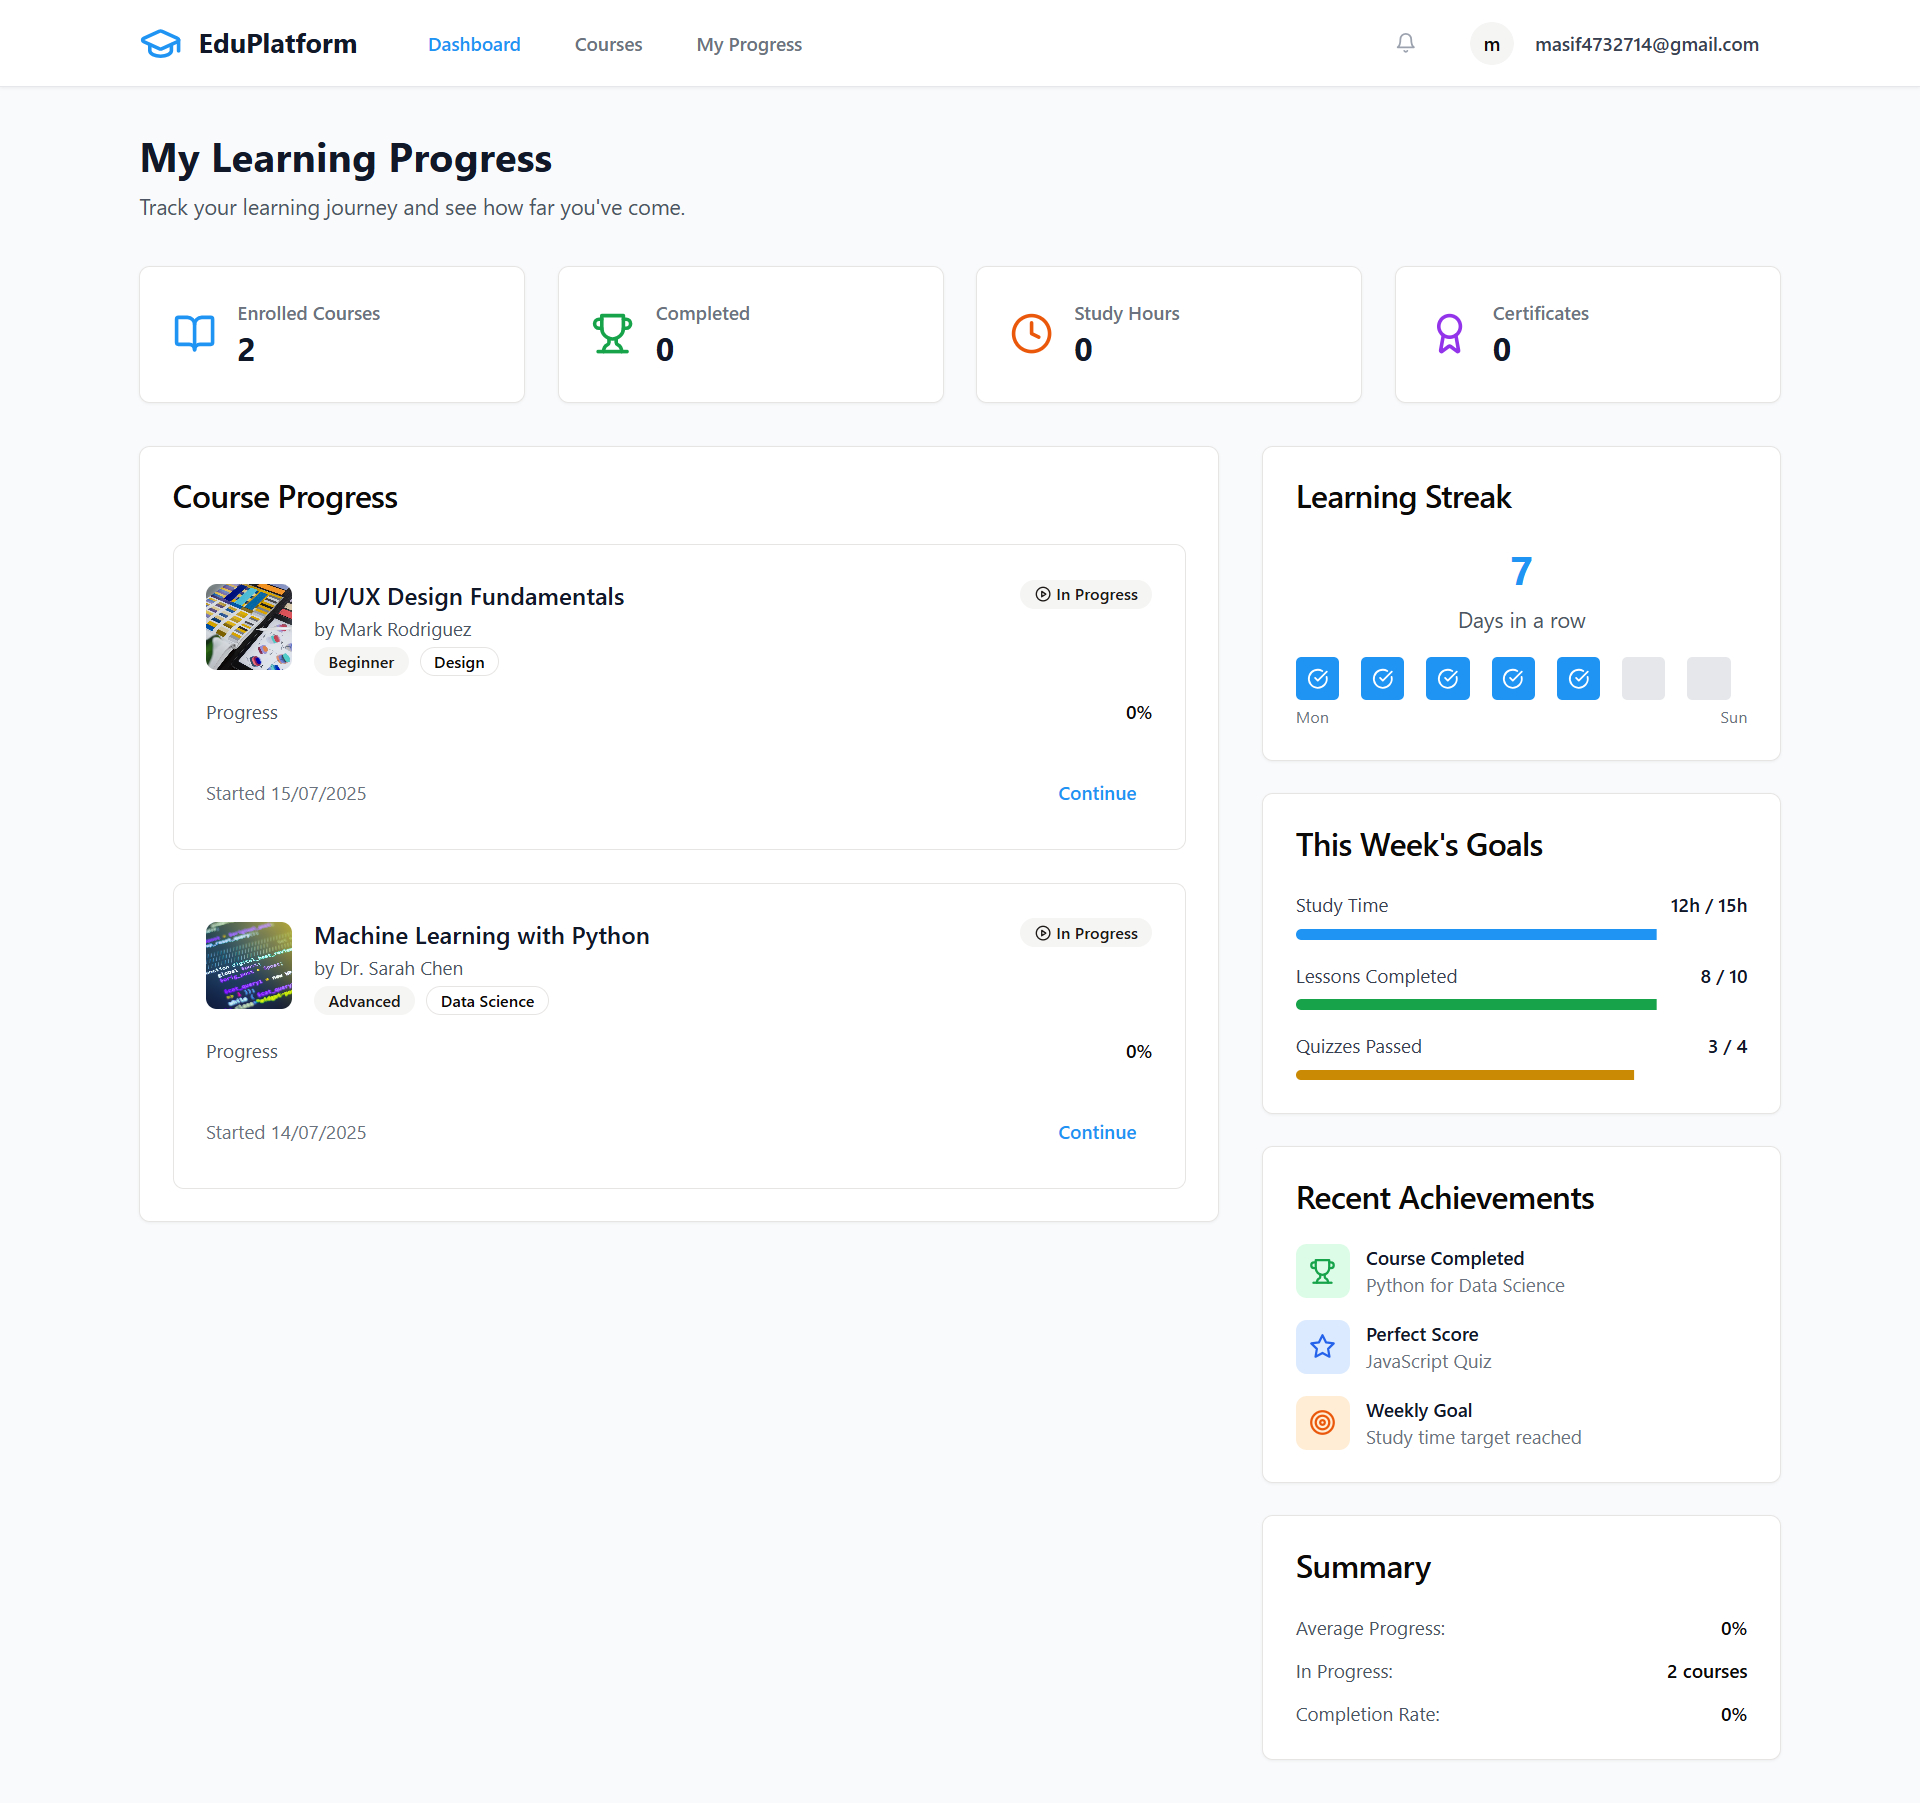 EduPlatform
Dashboard
Courses
My Progress
m
masif4732714@gmail.com
My Learning Progress
Track your learning journey and see how far you've come.
Enrolled Courses
2
Completed
0
Study Hours
0
Certificates
0
Course Progress
UI/UX Design Fundamentals
In Progress
by Mark Rodriguez
Beginner
Design
Progress
0%
Started 15/07/2025
Continue
Machine Learning with Python
In Progress
by Dr. Sarah Chen
Advanced
Data Science
Progress
0%
Started 14/07/2025
Continue
Learning Streak
7
Days in a row
Mon
Sun
This Week's Goals
Study Time
12h / 15h
Lessons Completed
8 / 10
Quizzes Passed
3 / 4
Recent Achievements
Course Completed
Python for Data Science
Perfect Score
JavaScript Quiz
Weekly Goal
Study time target reached
Summary
Average Progress:
0%
In Progress:
2 courses
Completion Rate:
0%